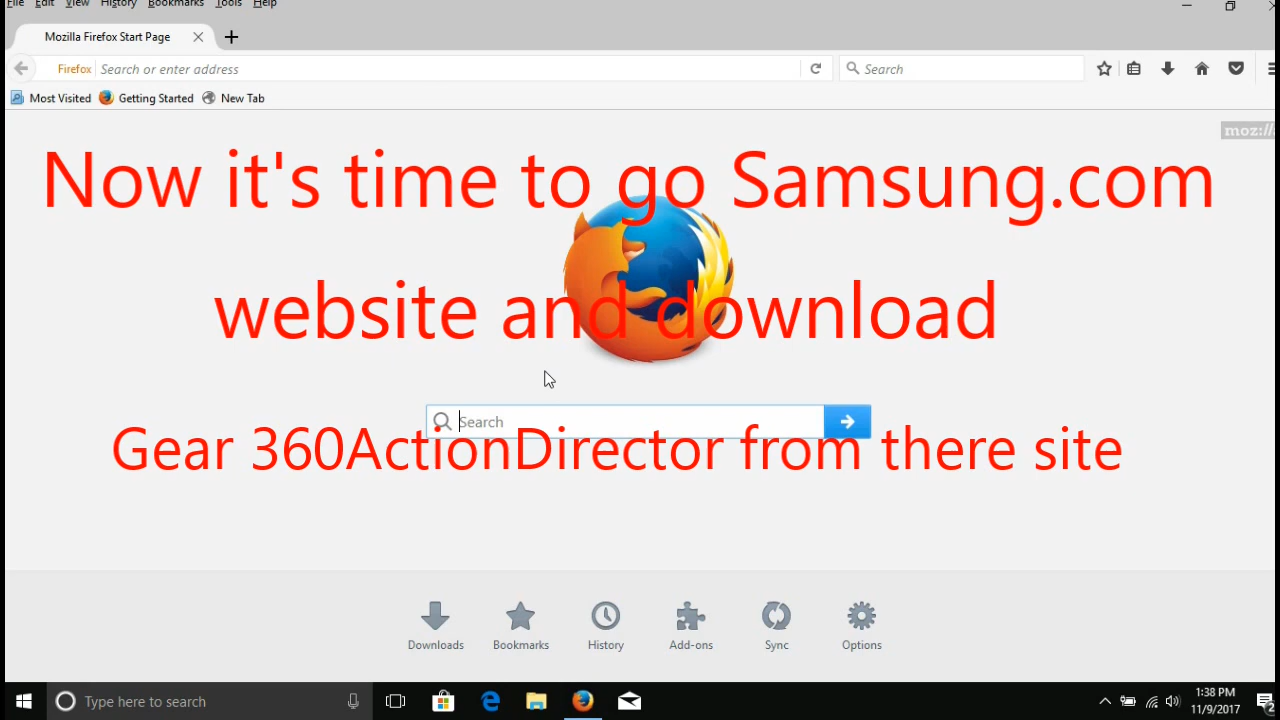 File Edit View History Bookmarks Tools Help
Mozilla Firefox Start Page
Firefox Search or enter address Search
Most Visited Getting Started New Tab
moz://
Now it's time to go Samsung.com
website and download
Search
Gear 360ActionDirector from there site
Downloads Bookmarks History Add-ons Sync Options
Type here to search
1:38 PM
11/9/2017
2